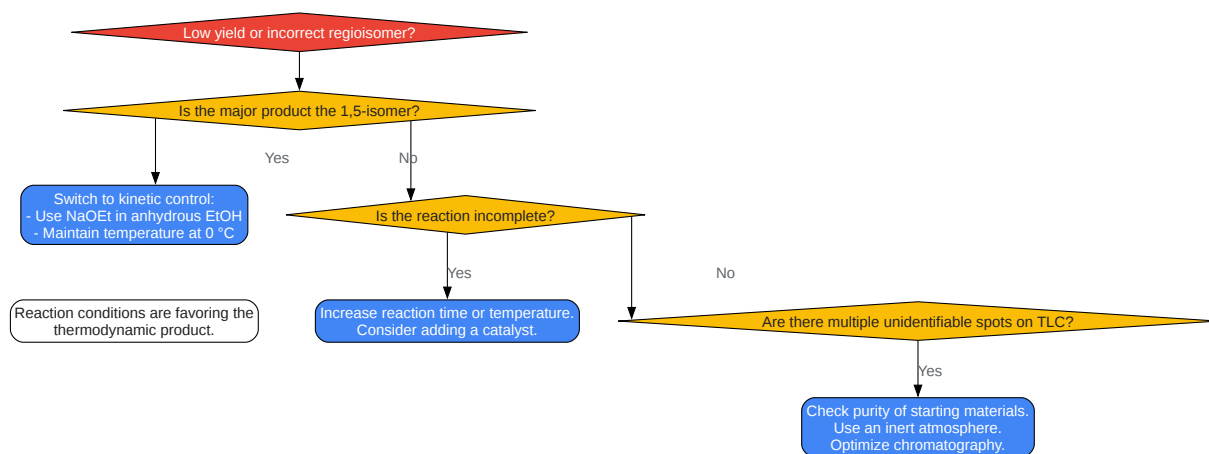 Low yield or incorrect regioisomer?
Is the major product the 1,5-isomer?
Yes
No
Switch to kinetic control:
- Use NaOEt in anhydrous EtOH
- Maintain temperature at 0 °C
Is the reaction incomplete?
Yes
No
Reaction conditions are favoring the
thermodynamic product.
Increase reaction time or temperature.
Consider adding a catalyst.
Are there multiple unidentifiable spots on TLC?
Yes
Check purity of starting materials.
Use an inert atmosphere.
Optimize chromatography.